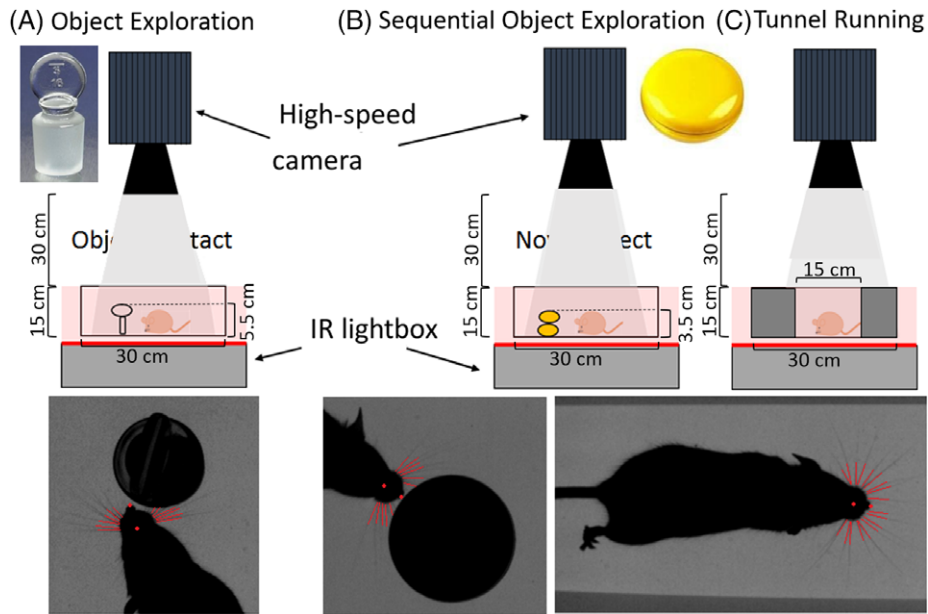 (A) Object Exploration
(B) Sequential Object Exploration
(C) Tunnel Running
High-speed
camera
30 cm
30 cm
30 cm
15 cm
15 cm
5.5 cm
15 cm
3.5 cm
15 cm
IR lightbox
30 cm
30 cm
30 cm